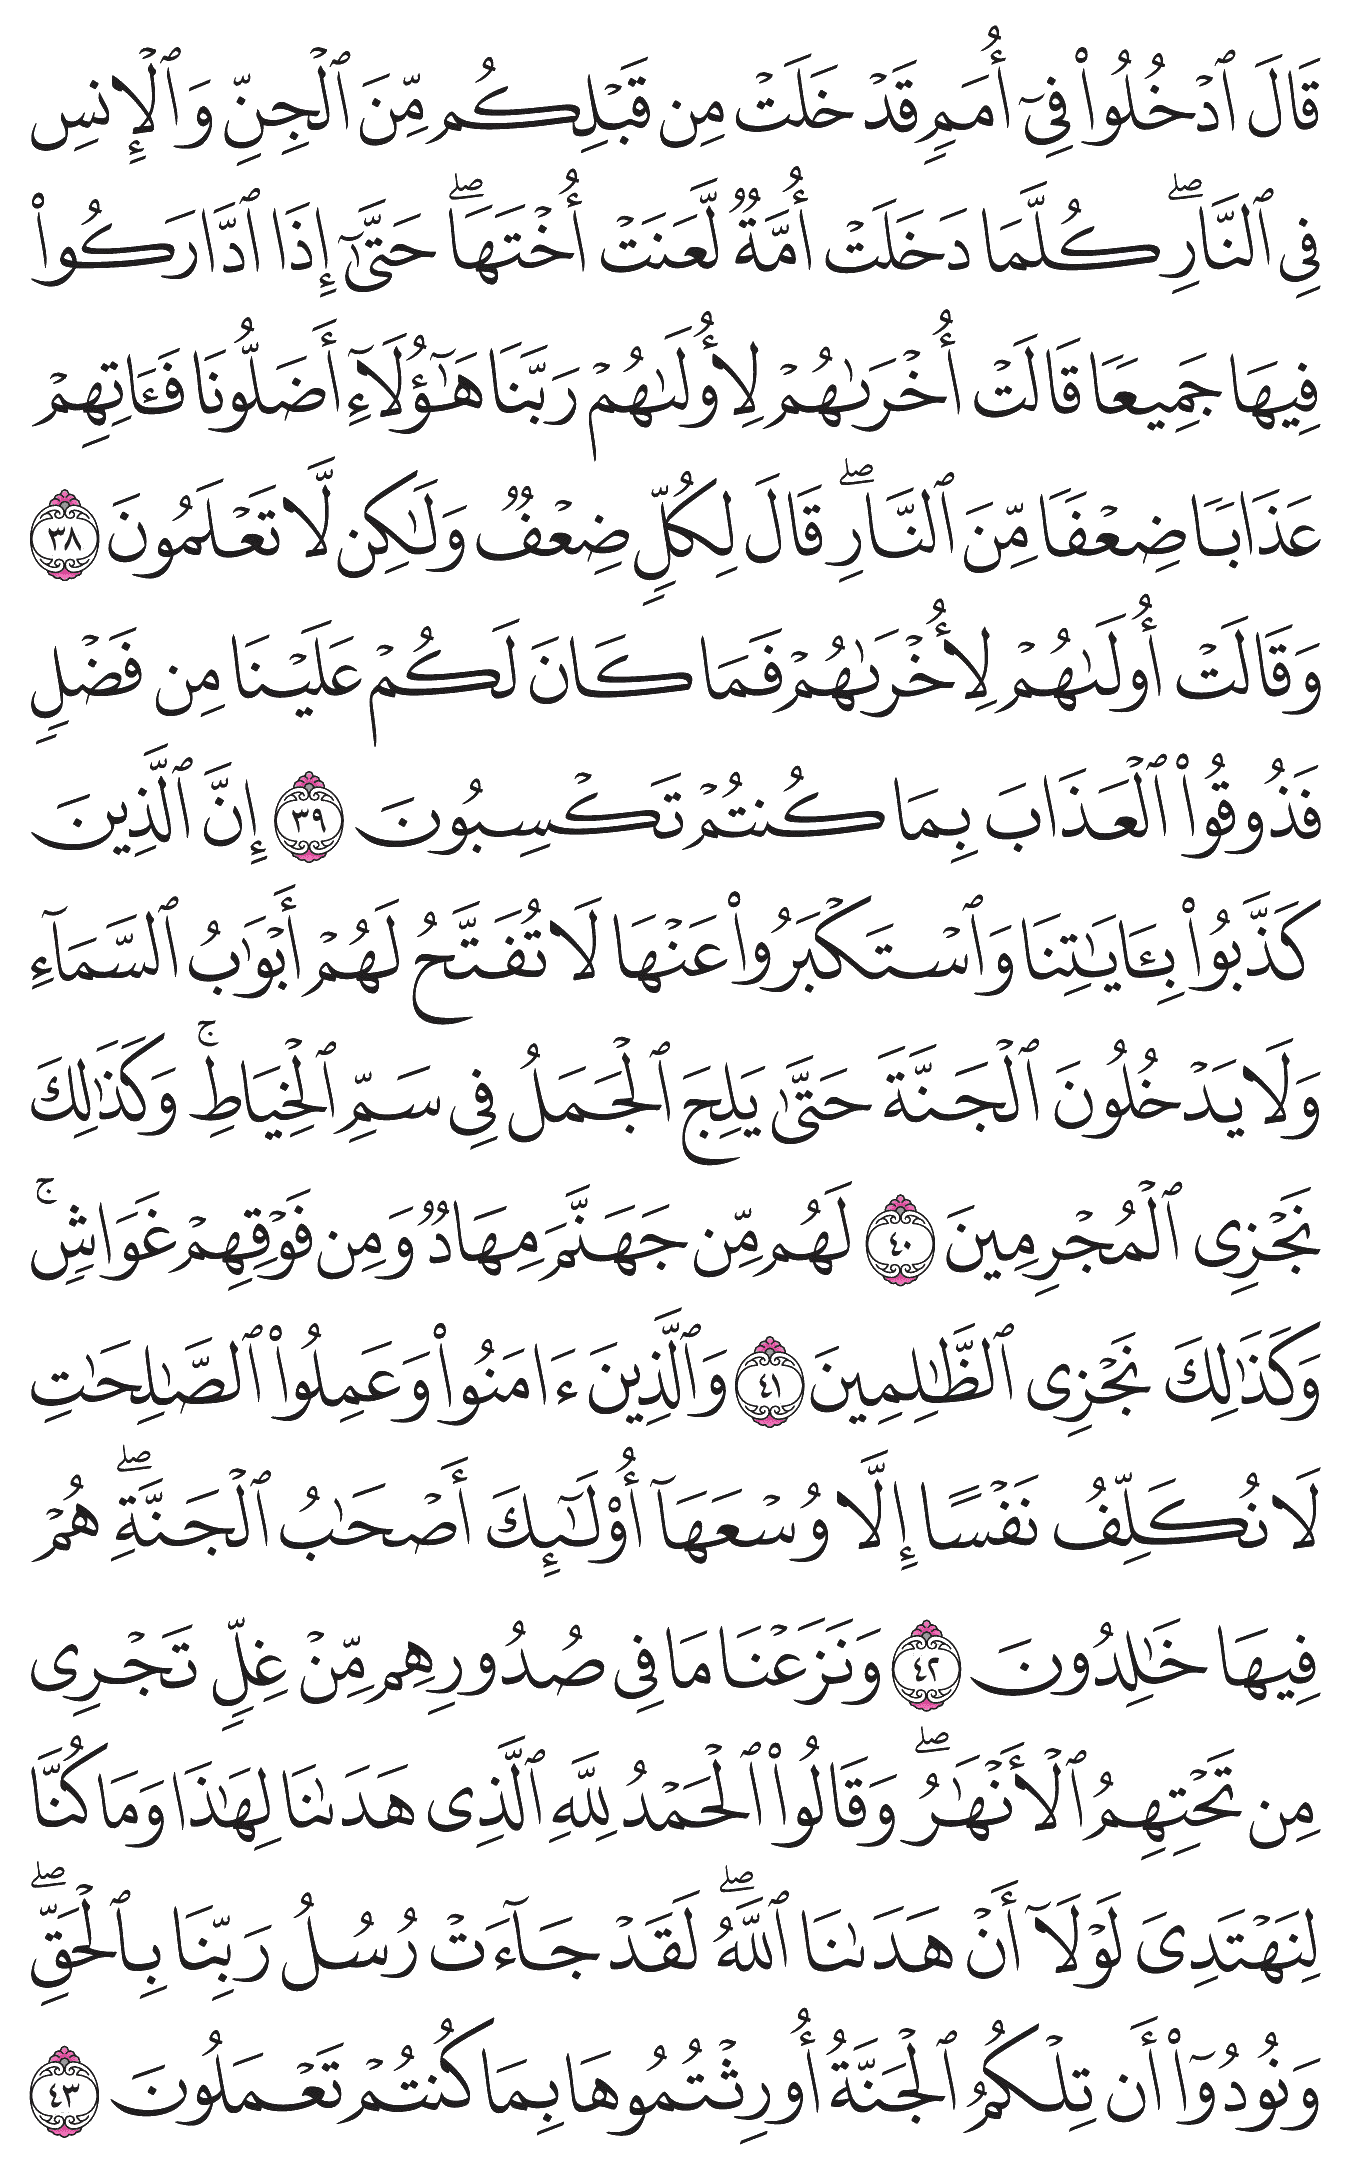 قَالَ ٱدۡخُلُواْ فِيٓ أُمَمٖ قَدۡ خَلَتۡ مِن قَبۡلِكُم مِّنَ ٱلۡجِنِّ وَٱلۡإِنسِ
فِي ٱلنَّارِۖ كُلَّمَا دَخَلَتۡ أُمَّةٞ لَّعَنَتۡ أُخۡتَهَاۖ حَتَّىٰٓ إِذَا ٱدَّارَكُواْ
فِيهَا جَمِيعٗا قَالَتۡ أُخۡرَىٰهُمۡ لِأُولَىٰهُمۡ رَبَّنَا هَٰٓؤُلَآءِ أَضَلُّونَا فَـَٔاتِهِمۡ
عَذَابٗا ضِعۡفٗا مِّنَ ٱلنَّارِۖ قَالَ لِكُلّٖ ضِعۡفٞ وَلَٰكِن لَّا تَعۡلَمُونَ ٣٨
وَقَالَتۡ أُولَىٰهُمۡ لِأُخۡرَىٰهُمۡ فَمَا كَانَ لَكُمۡ عَلَيۡنَا مِن فَضۡلٖ
فَذُوقُواْ ٱلۡعَذَابَ بِمَا كُنتُمۡ تَكۡسِبُونَ ٣٩ إِنَّ ٱلَّذِينَ
كَذَّبُواْ بِـَٔايَٰتِنَا وَٱسۡتَكۡبَرُواْ عَنۡهَا لَا تُفَتَّحُ لَهُمۡ أَبۡوَٰبُ ٱلسَّمَآءِ
وَلَا يَدۡخُلُونَ ٱلۡجَنَّةَ حَتَّىٰ يَلِجَ ٱلۡجَمَلُ فِي سَمِّ ٱلۡخِيَاطِۚ وَكَذَٰلِكَ
نَجۡزِي ٱلۡمُجۡرِمِينَ ٤٠ لَهُم مِّن جَهَنَّمَ مِهَادٞ وَمِن فَوۡقِهِمۡ غَوَاشٖۚ
وَكَذَٰلِكَ نَجۡزِي ٱلظَّٰلِمِينَ ٤١ وَٱلَّذِينَ ءَامَنُواْ وَعَمِلُواْ ٱلصَّٰلِحَٰتِ
لَا نُكَلِّفُ نَفۡسًا إِلَّا وُسۡعَهَآ أُوْلَٰٓئِكَ أَصۡحَٰبُ ٱلۡجَنَّةِۖ هُمۡ
فِيهَا خَٰلِدُونَ ٤٢ وَنَزَعۡنَا مَا فِي صُدُورِهِم مِّنۡ غِلّٖ تَجۡرِي
مِن تَحۡتِهِمُ ٱلۡأَنۡهَٰرُۖ وَقَالُواْ ٱلۡحَمۡدُ لِلَّهِ ٱلَّذِي هَدَىٰنَا لِهَٰذَا وَمَا كُنَّا
لِنَهۡتَدِيَ لَوۡلَآ أَنۡ هَدَىٰنَا ٱللَّهُۖ لَقَدۡ جَآءَتۡ رُسُلُ رَبِّنَا بِٱلۡحَقِّۖ
وَنُودُوٓاْ أَن تِلۡكُمُ ٱلۡجَنَّةُ أُورِثۡتُمُوهَا بِمَا كُنتُمۡ تَعۡمَلُونَ ٤٣